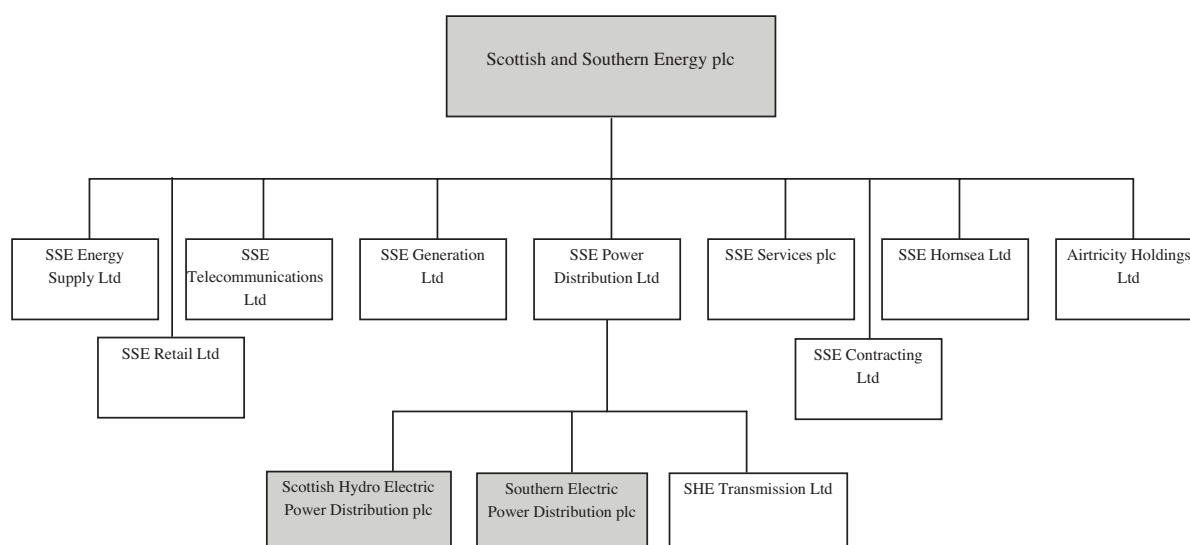 Scottish and Southern Energy plc
SSE Energy
Supply Ltd
SSE
Telecommunications
Ltd
SSE Generation
Ltd
SSE Power
Distribution Ltd
SSE Services plc
SSE Hornsea Ltd
Airtricity Holdings
Ltd
SSE Retail Ltd
SSE Contracting
Ltd
Scottish Hydro Electric
Power Distribution plc
Southern Electric
Power Distribution plc
SHE Transmission Ltd